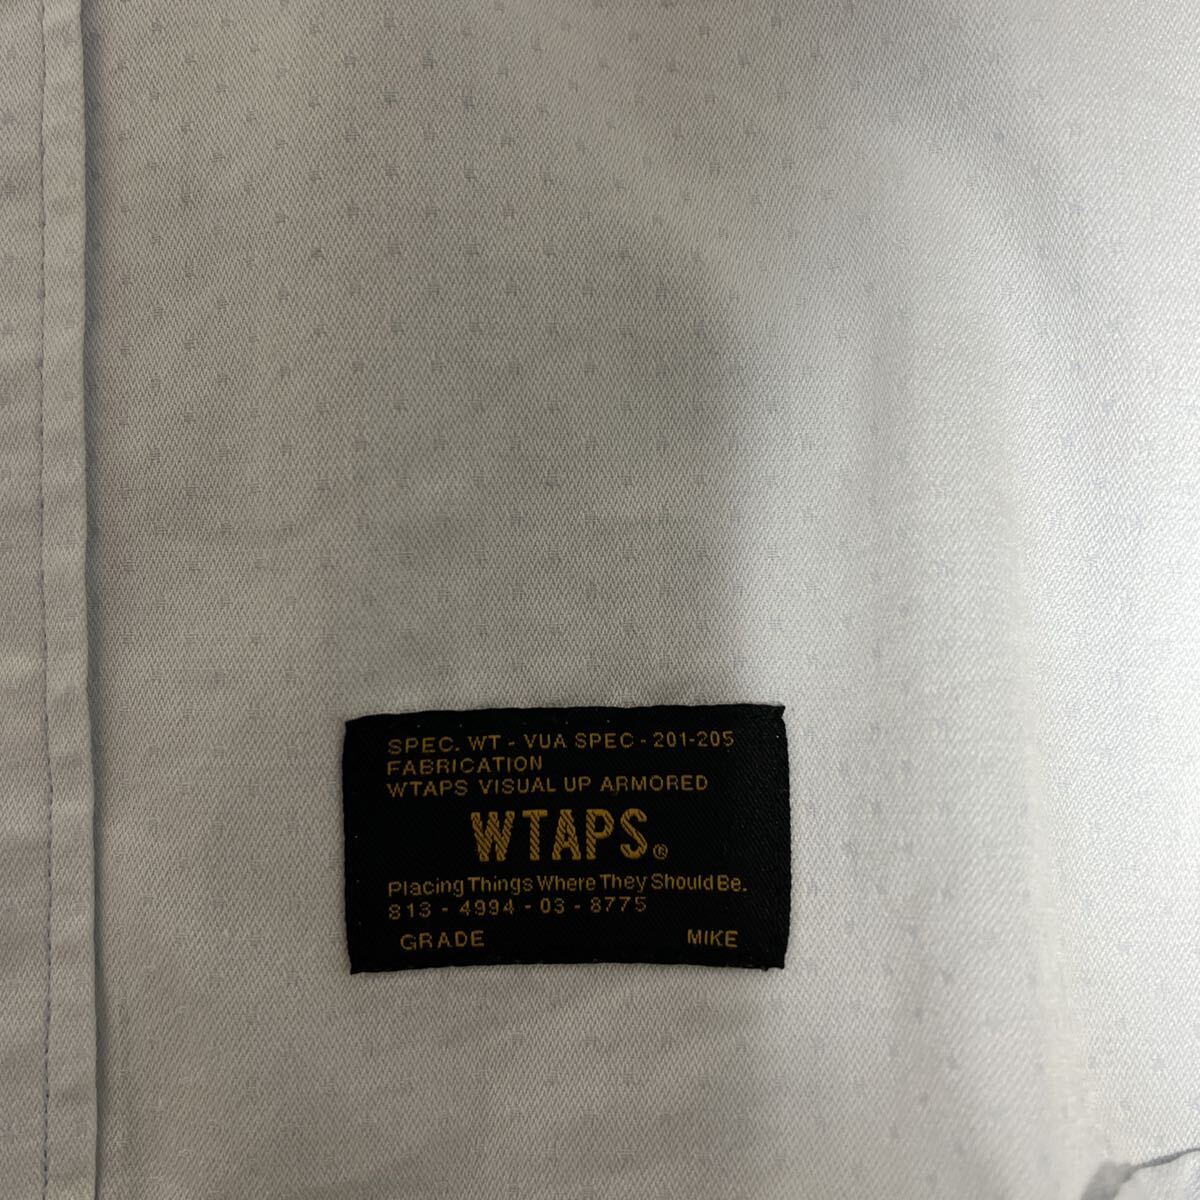 SPEC. WT - VUA SPEC - 201-205
FABRICATION
WTAPS VISUAL UP ARMORED
WTAPS®
Placing Things Where They Should Be.
813 - 4994 - 03 - 8775
GRADE MIKE